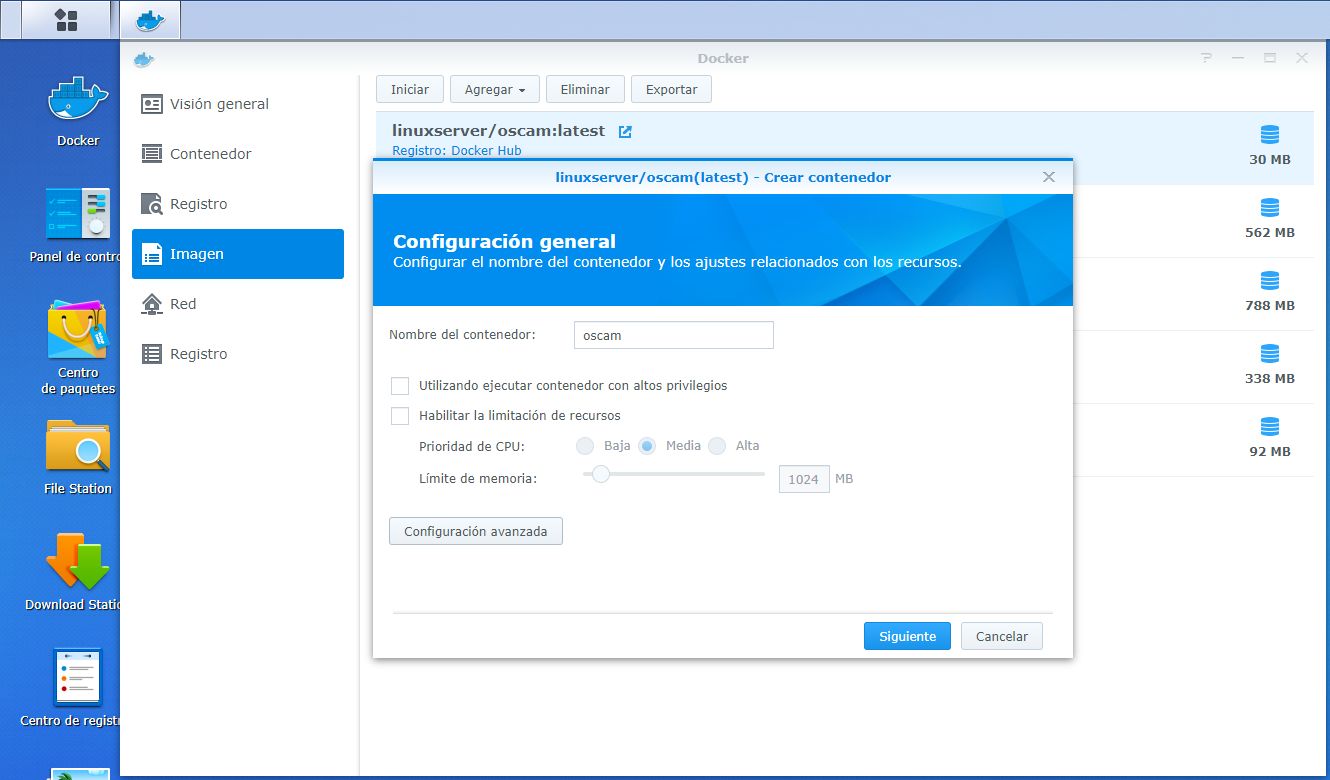 Docker
Docker
Panel de contro
Centro
de paquetes
File Station
Download Static
Centro de registr
Visión general
Contenedor
Registro
Imagen
Red
Registro
Iniciar
Agregar
Eliminar
Exportar
linuxserver/oscam:latest
Registro: Docker Hub
30 MB
562 MB
788 MB
338 MB
92 MB
linuxserver/oscam(latest) - Crear contenedor
Configuración general
Configurar el nombre del contenedor y los ajustes relacionados con los recursos.
Nombre del contenedor: oscam
Utilizando ejecutar contenedor con altos privilegios
Habilitar la limitación de recursos
Prioridad de CPU: Baja Media Alta
Límite de memoria: 1024 MB
Configuración avanzada
Siguiente
Cancelar